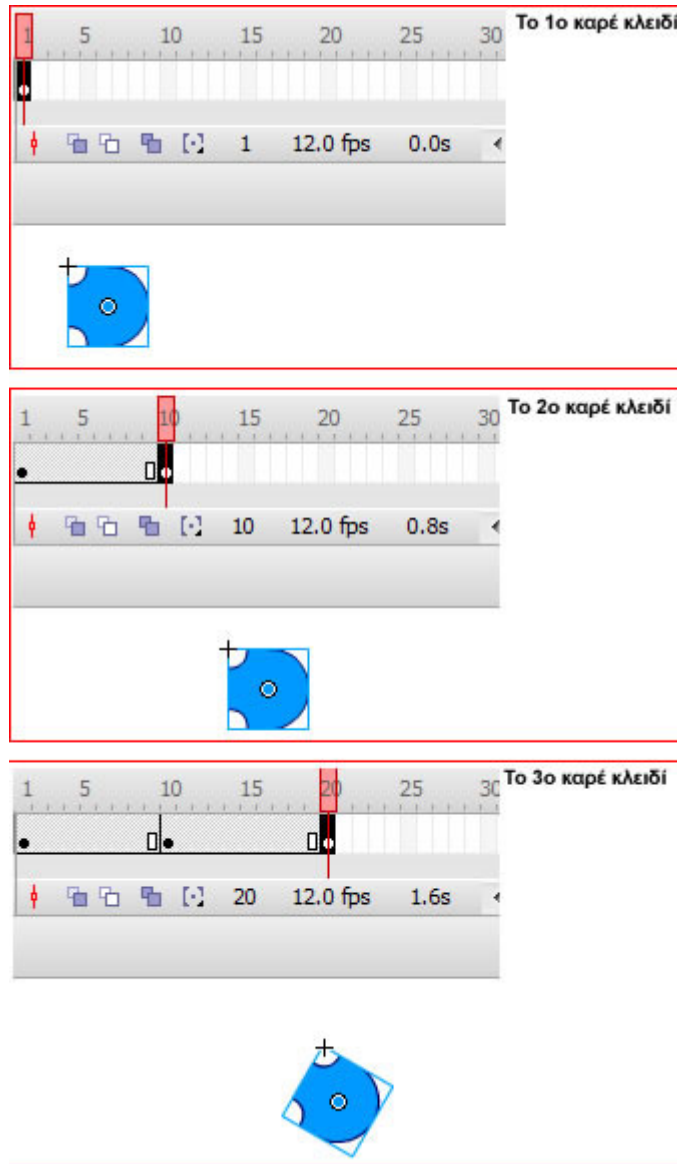 1 5 10 15 20 25 30 Το 1ο καρέ κλειδί
1 12.0 fps 0.0s
1 5 10 15 20 25 30 Το 2ο καρέ κλειδί
10 12.0 fps 0.8s
1 5 10 15 20 25 30 Το 3ο καρέ κλειδί
20 12.0 fps 1.6s